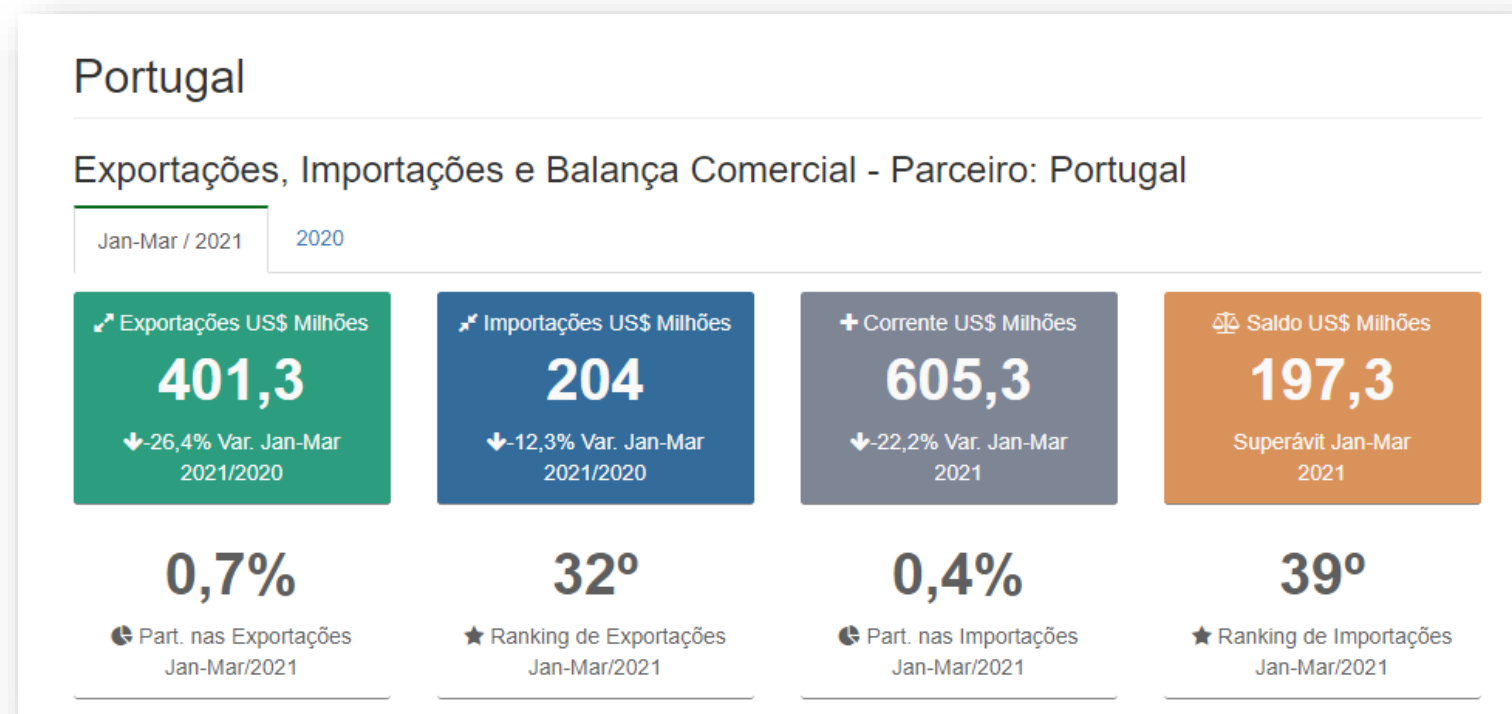 Portugal
Exportações, Importações e Balança Comercial - Parceiro: Portugal
Jan-Mar / 2021
2020
Exportações US$ Milhões
401,3
-26,4% Var. Jan-Mar
2021/2020
Importações US$ Milhões
204
-12,3% Var. Jan-Mar
2021/2020
Corrente US$ Milhões
605,3
-22,2% Var. Jan-Mar
2021
Saldo US$ Milhões
197,3
Superávit Jan-Mar
2021
0,7%
Part. nas Exportações
Jan-Mar/2021
32º
Ranking de Exportações
Jan-Mar/2021
0,4%
Part. nas Importações
Jan-Mar/2021
39º
Ranking de Importações
Jan-Mar/2021